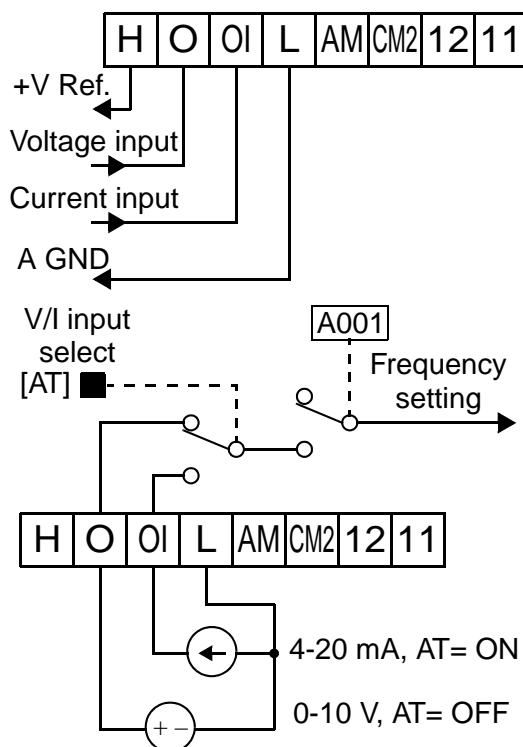 H O OI L AM CM2 12 11
+V Ref.
Voltage input
Current input
A GND
V/I input
select
[AT]
A001
Frequency
setting
H O OI L AM CM2 12 11
4-20 mA, AT= ON
+ −
0-10 V, AT= OFF